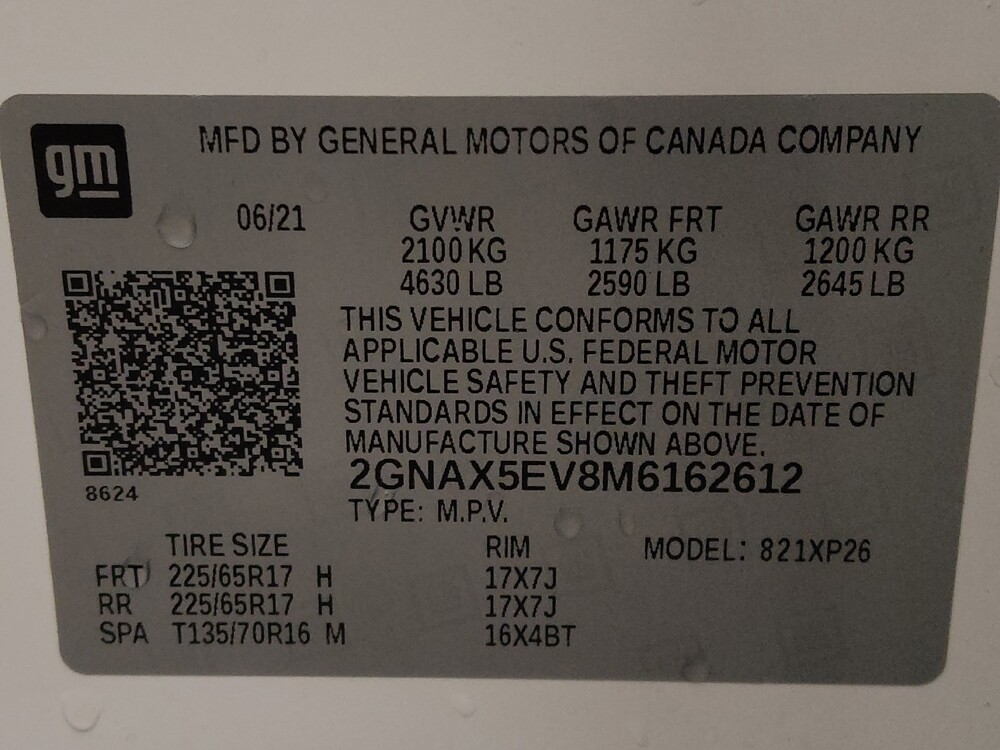 gm
MFD BY GENERAL MOTORS OF CANADA COMPANY
06/21 GVWR GAWR FRT GAWR RR
2100 KG 1175 KG 1200 KG
4630 LB 2590 LB 2645 LB
THIS VEHICLE CONFORMS TO ALL
APPLICABLE U.S. FEDERAL MOTOR
VEHICLE SAFETY AND THEFT PREVENTION
STANDARDS IN EFFECT ON THE DATE OF
MANUFACTURE SHOWN ABOVE.
2GNAX5EV8M6162612
8624
TYPE: M.P.V.
TIRE SIZE RIM MODEL: 821XP26
FRT 225/65R17 H 17X7J
RR 225/65R17 H 17X7J
SPA T135/70R16 M 16X4BT